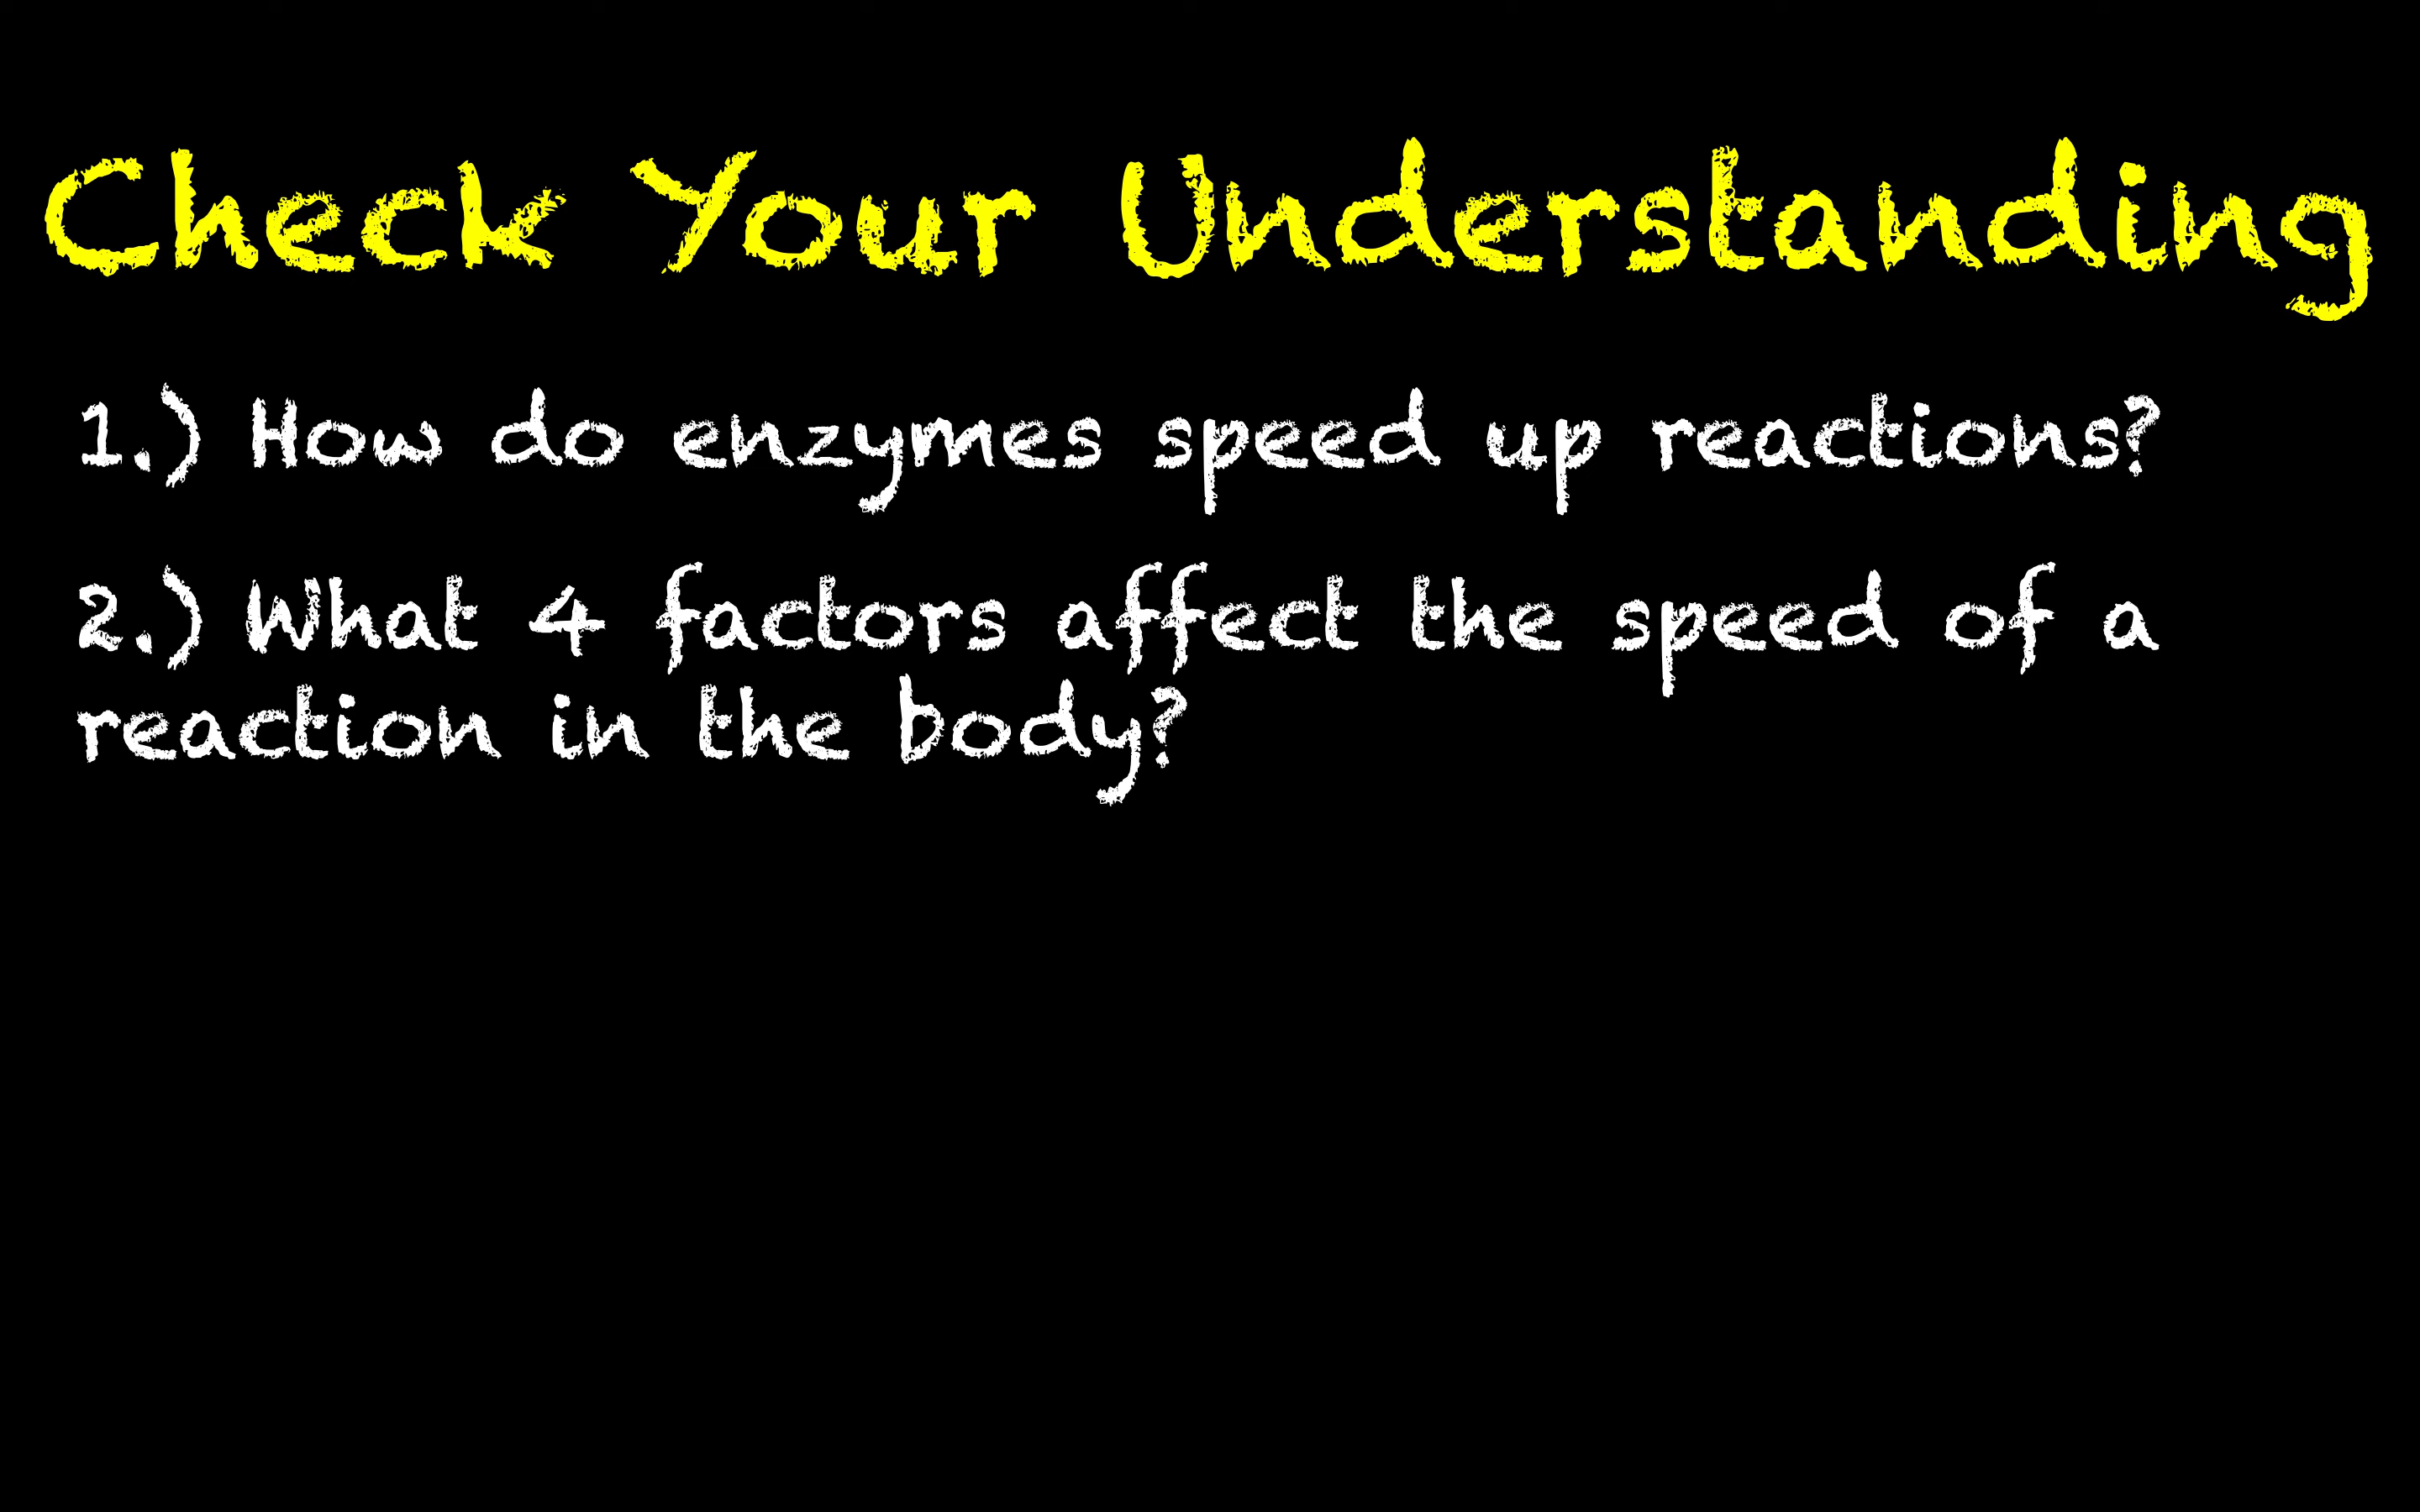 Check Your Understanding
1.) How do enzymes speed up reactions?
2.) What 4 factors affect the speed of a
reaction in the body?